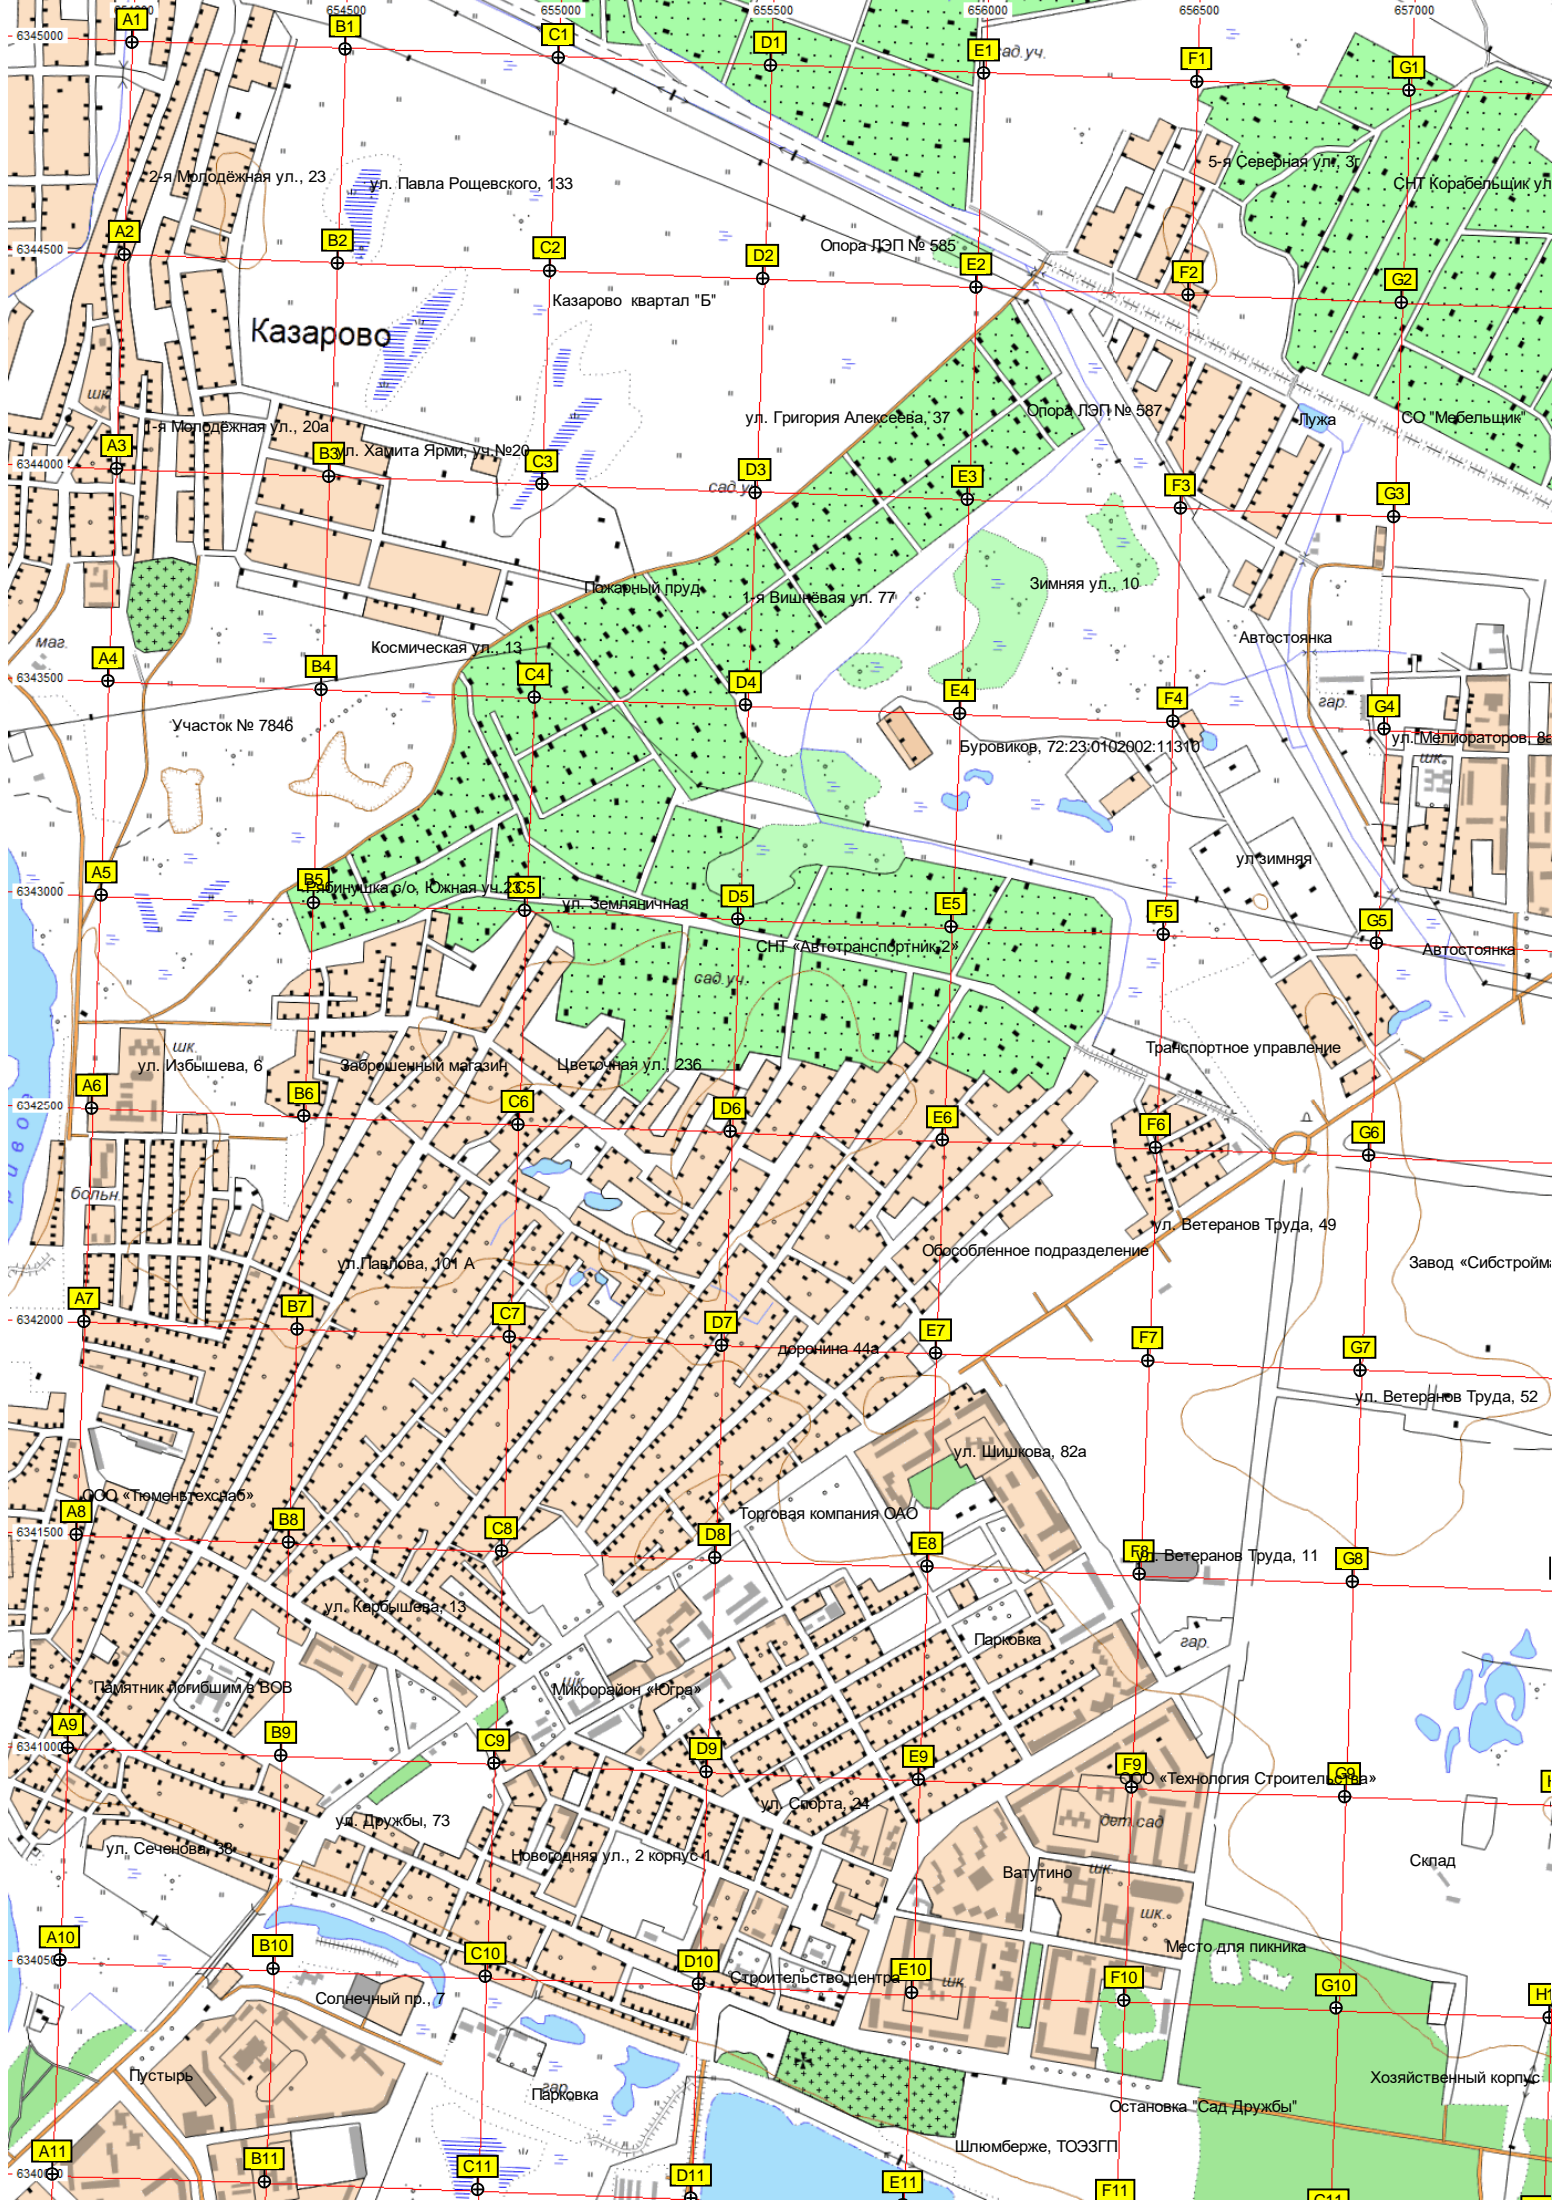 654500
655000
655500
656000
656500
657000
6345000
A1
B1
C1
D1
E1
сад.уч.
F1
G1
2-я Молодёжная ул., 23
ул. Павла Рощевского, 133
5-я Северная ул., 3г
СНТ Корабельщик ул
6344500
A2
B2
C2
D2
Опора ЛЭП № 585
E2
F2
G2
Казарово квартал "Б"
Казарово
шк.
1-я Молодёжная ул., 20а
ул. Григория Алексеева, 37
Опора ЛЭП № 587
Лужа
СО "Мебельщик"
6344000
A3
B3
ул. Хамита Ярми, уч.№20
C3
сад.у
D3
E3
F3
G3
Пожарный пруд
1-я Вишнёвая ул. 77
Зимняя ул., 10
маг.
Космическая ул., 13
Автостоянка
6343500
A4
B4
C4
D4
E4
F4
гар.
G4
Участок № 7846
Буровиков, 72:23:0102002:11310
ул. Мелиораторов, 8а
шк.
ул зимняя
6343000
A5
B5
Рябинушка с/о, Южная уч.23
C5
ул. Земляничная
D5
E5
F5
G5
СНТ «Автотранспортник-2»
Автостоянка
сад.уч.
шк.
ул. Избышева, 6
Заброшенный магазин
Цветочная ул., 236
Транспортное управление
6342500
A6
B6
C6
D6
E6
F6
G6
больн.
ул. Ветеранов Труда, 49
Обособленное подразделение
ул.Павлова, 101 А
Завод «Сибстройма
6342000
A7
B7
C7
D7
доронина 44а
E7
F7
G7
ул. Ветеранов Труда, 52
ул. Шишкова, 82а
ООО «Тюменьтехснаб»
Торговая компания ОАО
6341500
A8
B8
C8
D8
E8
F8
ул. Ветеранов Труда, 11
G8
ул. Карбышева, 13
Парковка
гар.
Памятник погибшим в ВОВ
шк.
Микрорайон «Югра»
6341000
A9
B9
C9
D9
E9
F9
ООО «Технология Строительства»
G9
ул. Дружбы, 73
ул. Спорта, 24
дет.сад
ул. Сеченова, 38
Новогодняя ул., 2 корпус 1
Ватутино
шк.
Склад
шк.
Место для пикника
A10
B10
C10
D10
Строительство центра
E10
шк
F10
G10
Солнечный пр., 7
Пустырь
гар.
Парковка
Хозяйственный корпус
Остановка "Сад Дружбы"
Шлюмберже, ТОЭЗГП
A11
B11
C11
D11
E11
F11
G11